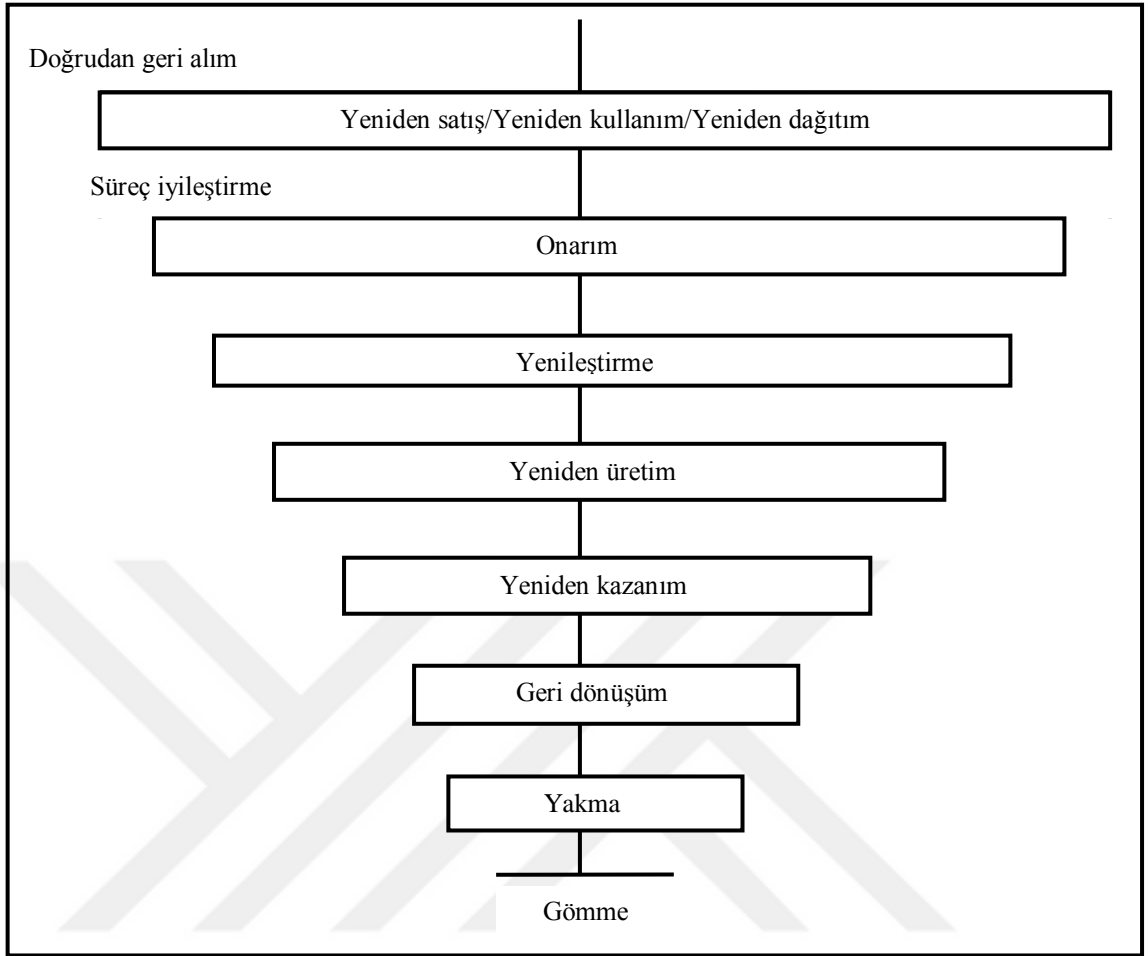 Doğrudan geri alım
Yeniden satış/Yeniden kullanım/Yeniden dağıtım
Süreç iyileştirme
Onarım
Yenileştirme
Yeniden üretim
Yeniden kazanım
Geri dönüşüm
Yakma
Gömme